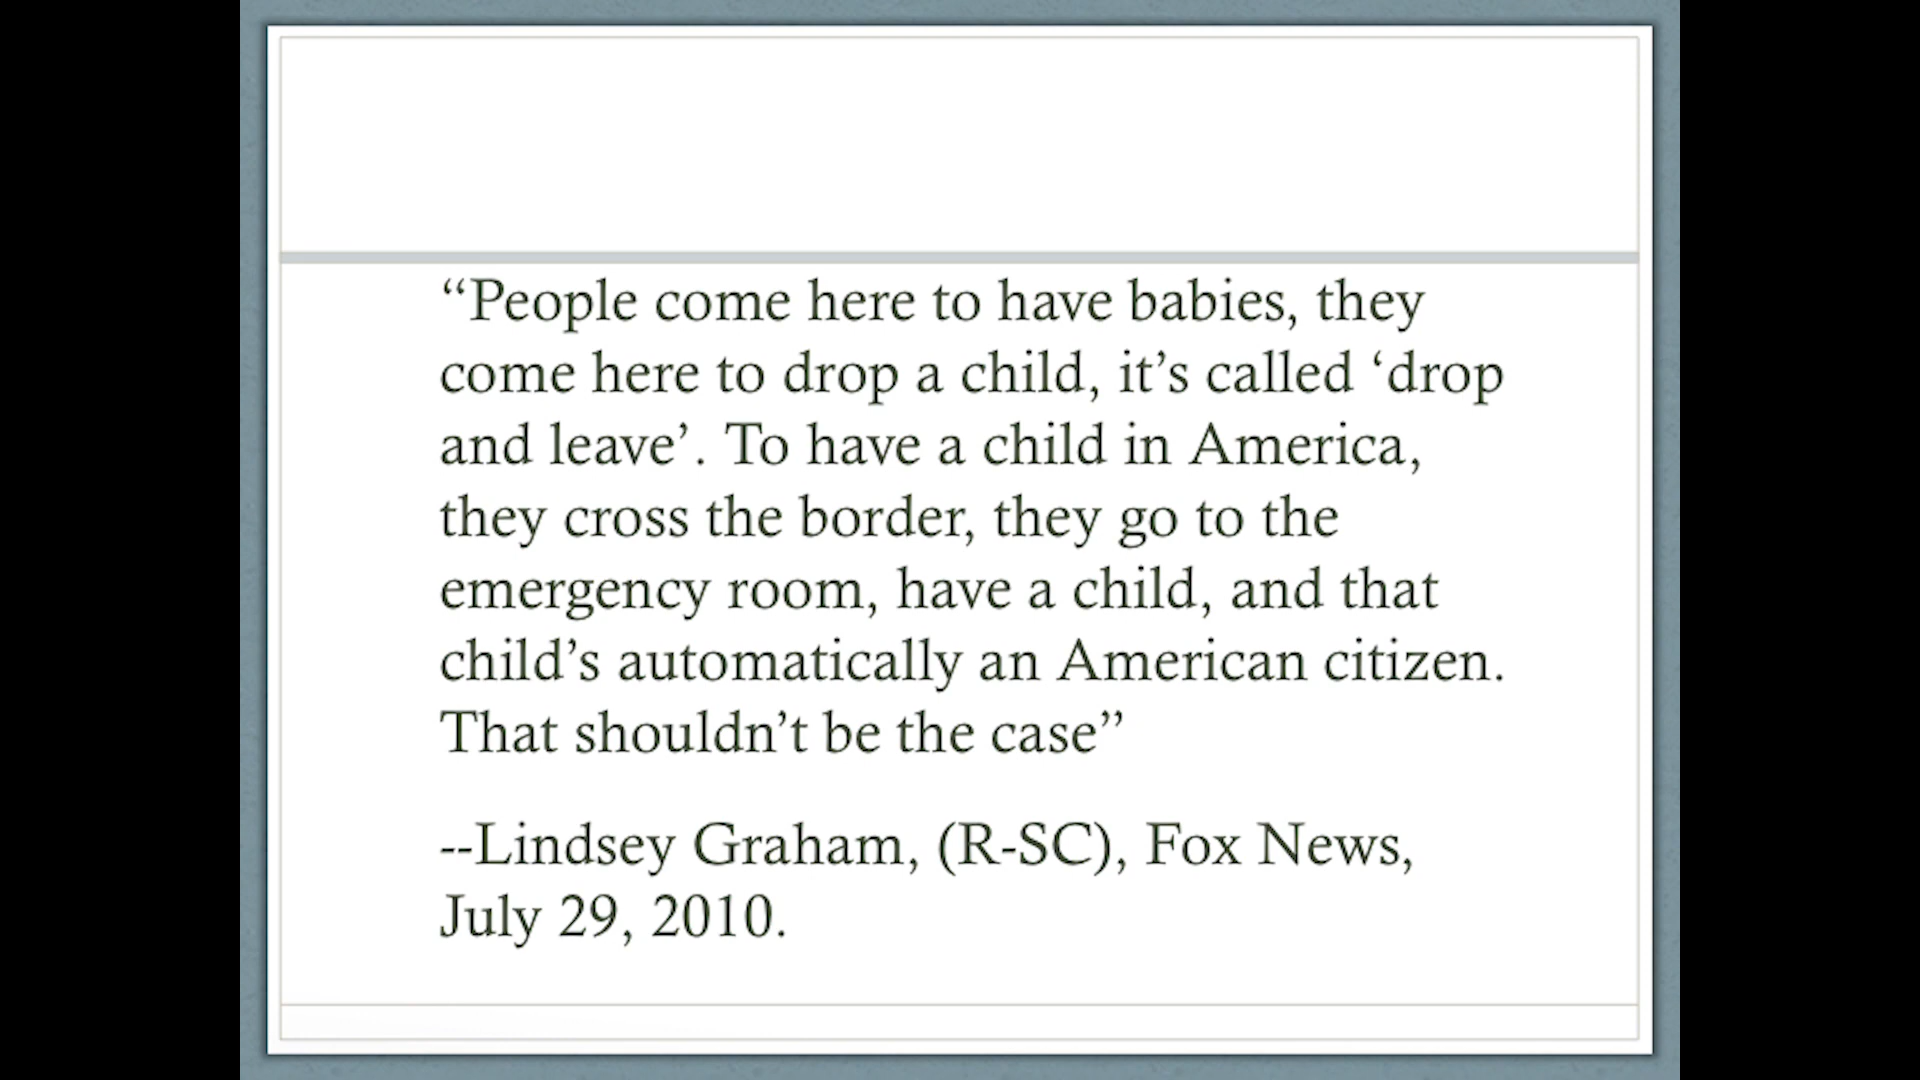 “People come here to have babies, they
come here to drop a child, it’s called ‘drop
and leave’. To have a child in America,
they cross the border, they go to the
emergency room, have a child, and that
child’s automatically an American citizen.
That shouldn’t be the case”
--Lindsey Graham, (R-SC), Fox News,
July 29, 2010.